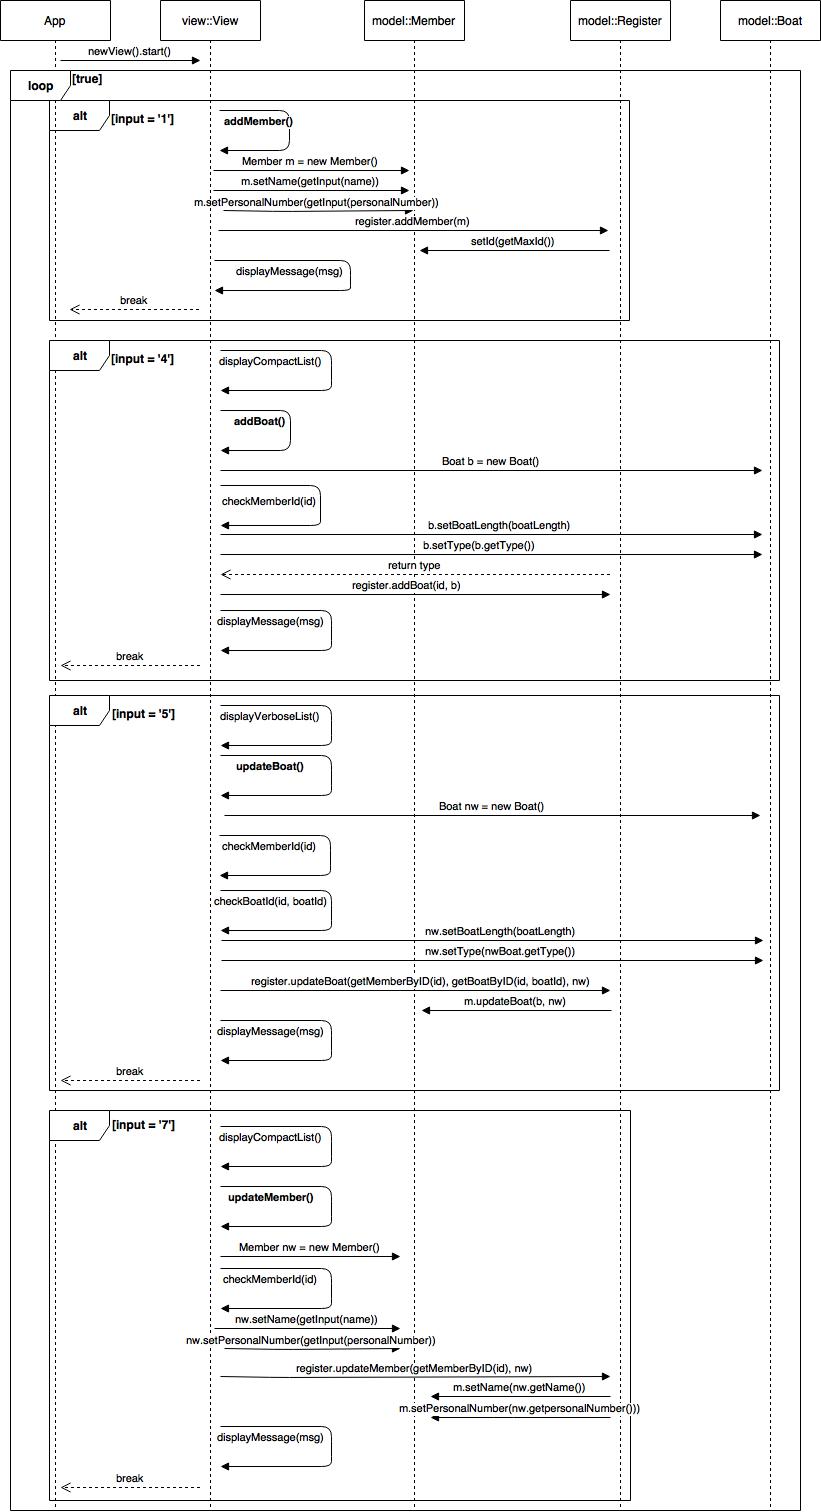 App
view::View
model::Member
model::Register
model::Boat
newView().start()
loop
[true]
alt
[input = '1']
addMember()
Member m = new Member()
m.setName(getInput(name))
m.setPersonalNumber(getInput(personalNumber))
register.addMember(m)
setId(getMaxId())
displayMessage(msg)
break
alt
[input = '4']
displayCompactList()
addBoat()
Boat b = new Boat()
checkMemberId(id)
b.setBoatLength(boatLength)
b.setType(b.getType())
return type
register.addBoat(id, b)
displayMessage(msg)
break
alt
[input = '5']
displayVerboseList()
updateBoat()
Boat nw = new Boat()
checkMemberId(id)
checkBoatId(id, boatId)
nw.setBoatLength(boatLength)
nw.setType(nwBoat.getType())
register.updateBoat(getMemberByID(id), getBoatByID(id, boatId), nw)
m.updateBoat(b, nw)
displayMessage(msg)
break
alt
[input = '7']
displayCompactList()
updateMember()
Member nw = new Member()
checkMemberId(id)
nw.setName(getInput(name))
nw.setPersonalNumber(getInput(personalNumber))
register.updateMember(getMemberByID(id), nw)
m.setName(nw.getName())
m.setPersonalNumber(nw.getpersonalNumber()))
displayMessage(msg)
break